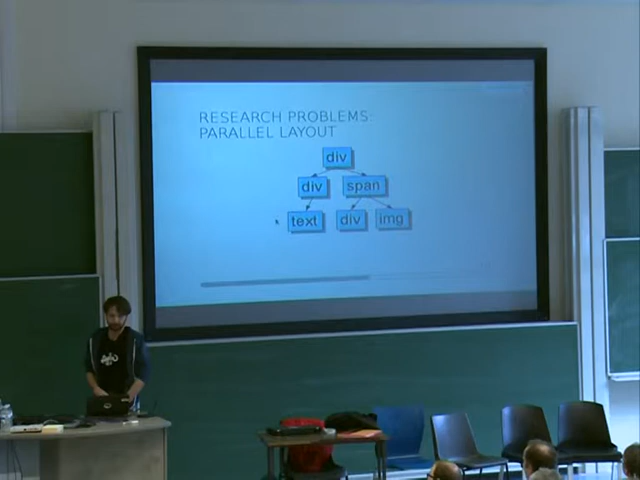 RESEARCH PROBLEMS:
PARALLEL LAYOUT
div
div span
text div img